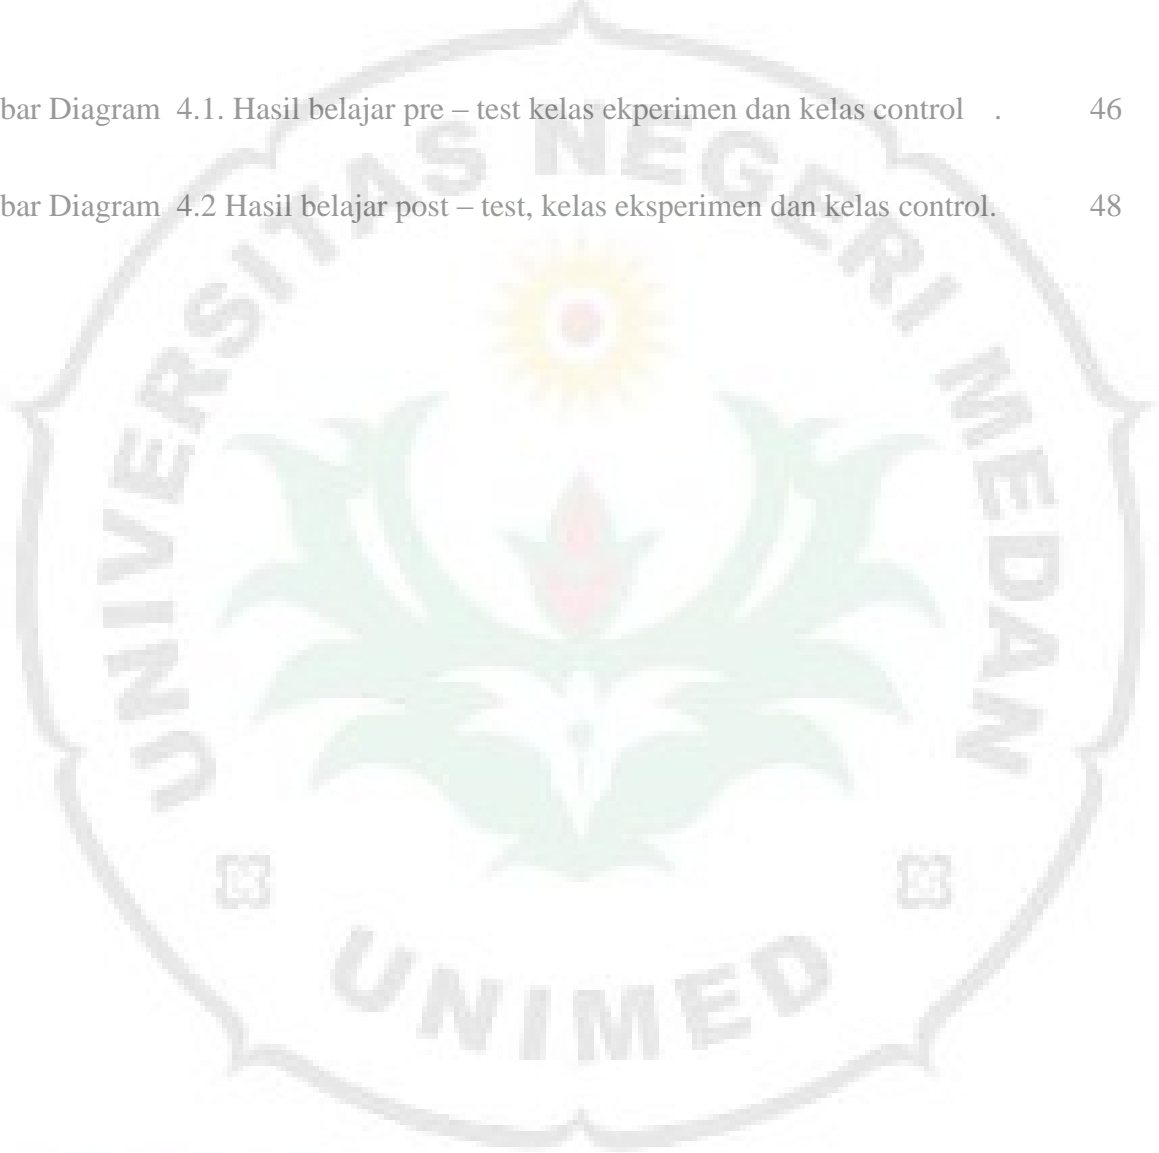 bar Diagram 4.1. Hasil belajar pre – test kelas ekperimen dan kelas control . 46
bar Diagram 4.2 Hasil belajar post – test, kelas eksperimen dan kelas control. 48
UNIVERSITAS NEGERI MEDAN
UNIMED